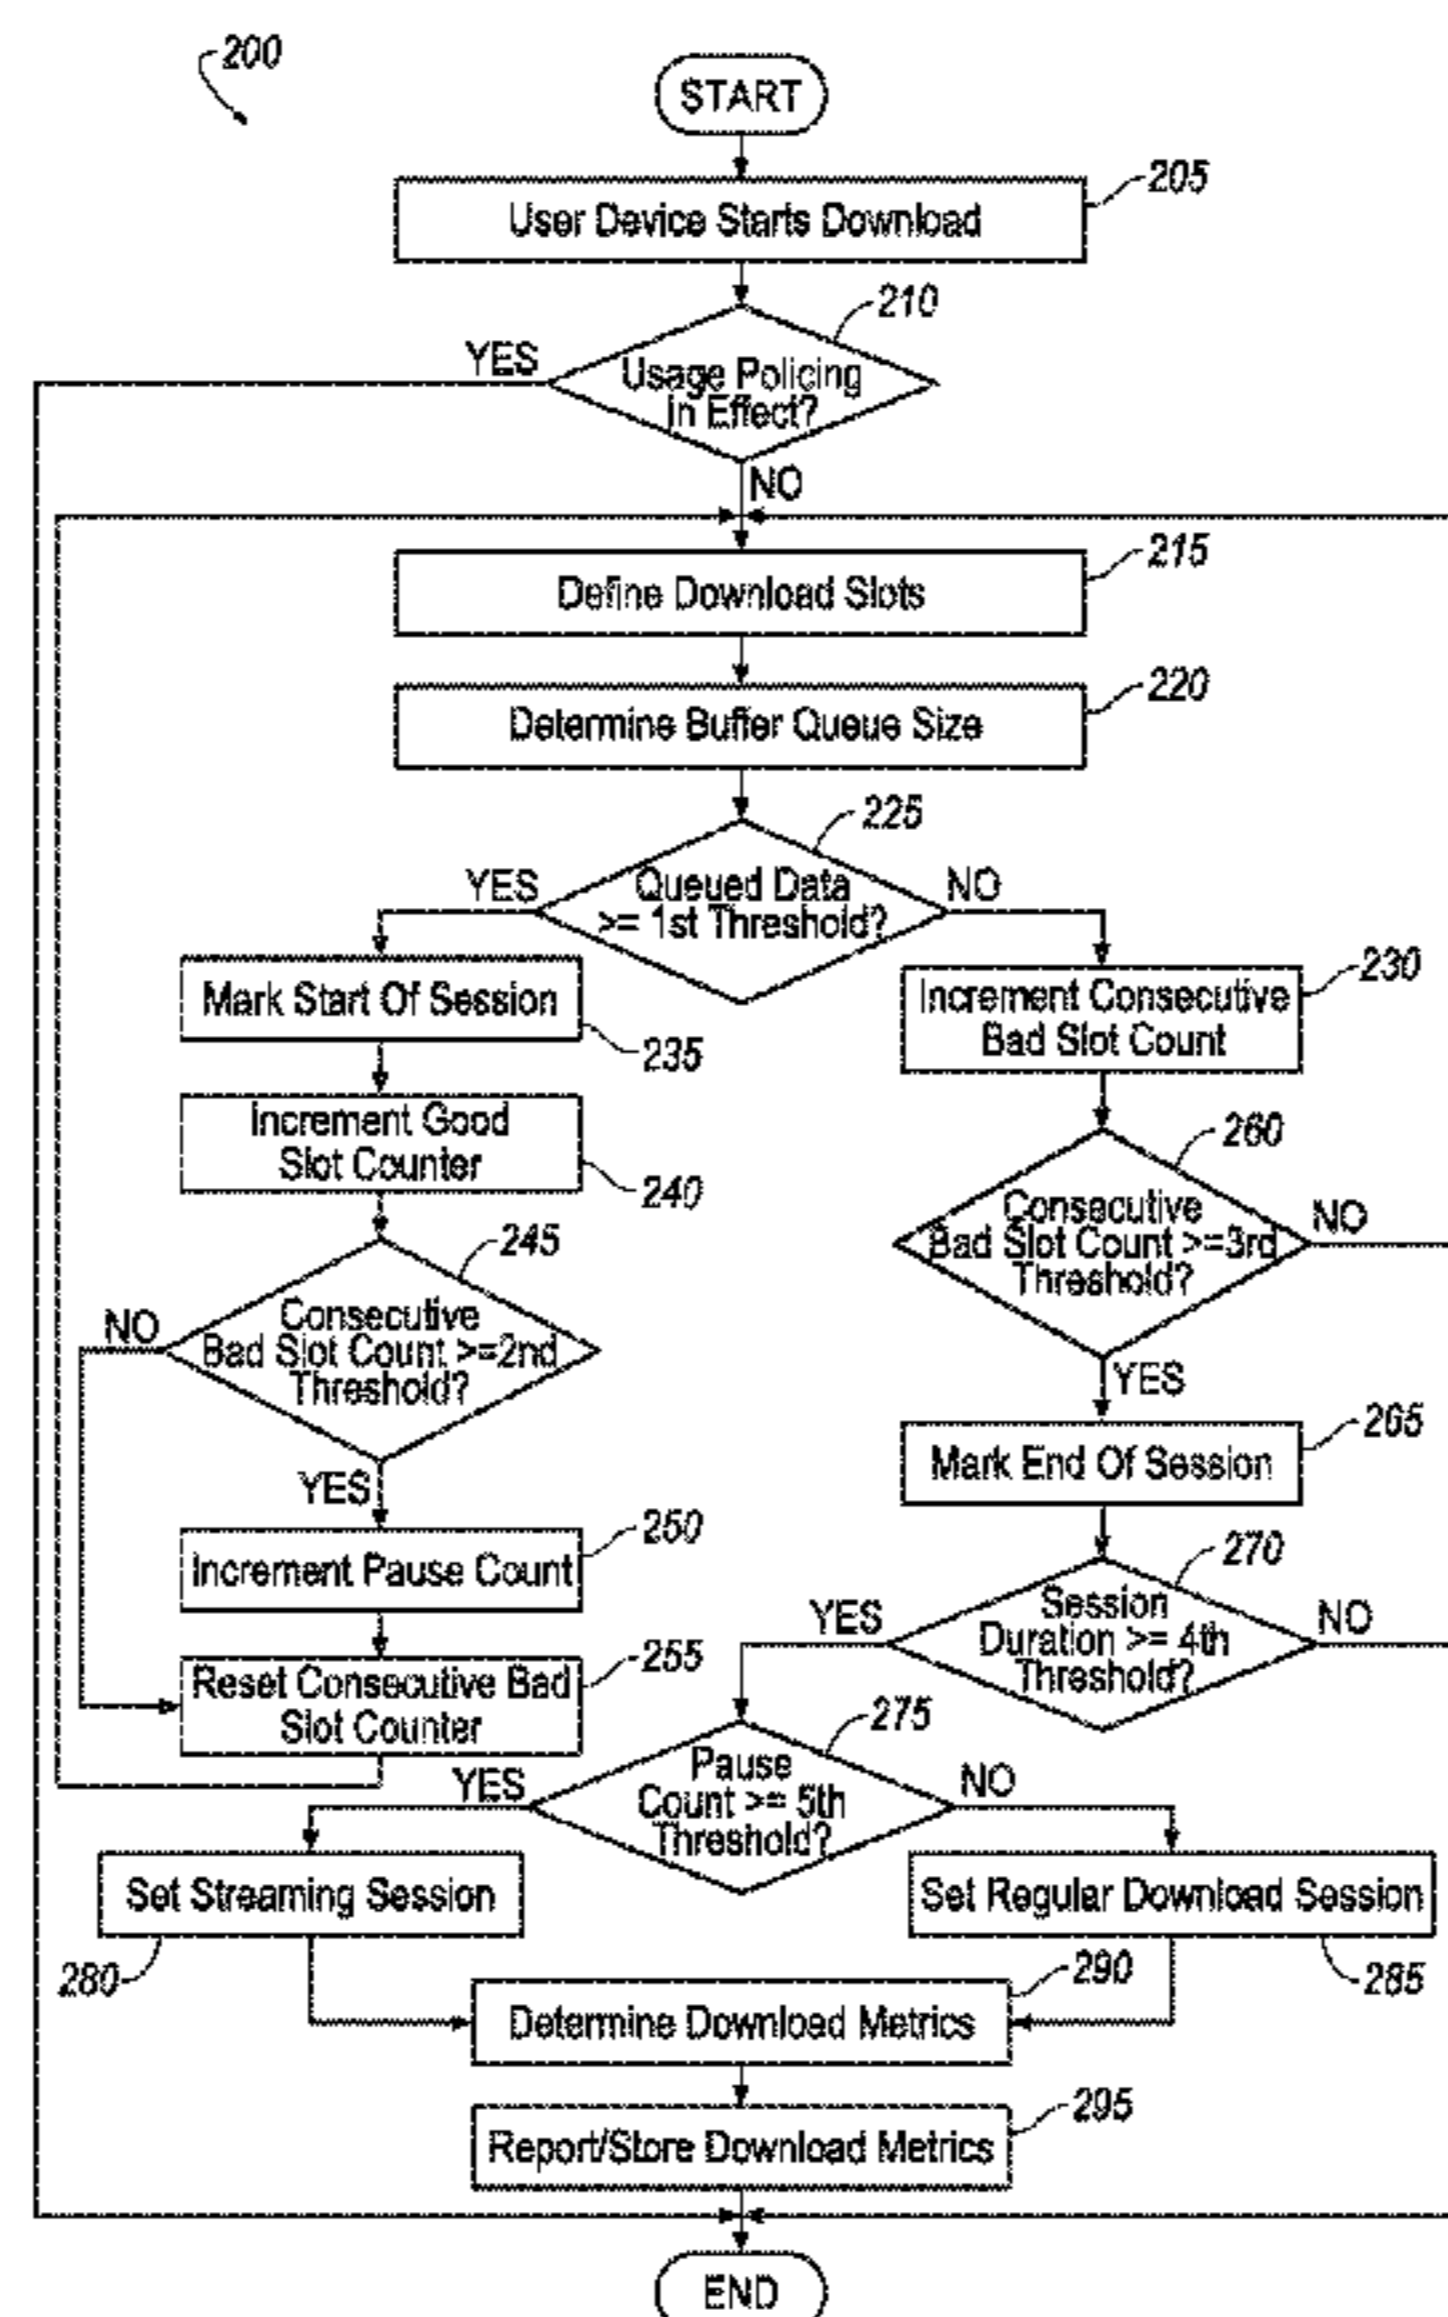 200
START
205
User Device Starts Download
210
YES
Usage Policing
In Effect?
NO
215
Define Download Slots
220
Determine Buffer Queue Size
225
YES
Queued Data
>= 1st Threshold?
NO
230
Mark Start Of Session
Increment Consecutive
Bad Slot Count
235
Increment Good
Slot Counter
240
260
Consecutive
Bad Slot Count >=3rd
Threshold?
NO
245
NO
Consecutive
Bad Slot Count >=2nd
Threshold?
YES
YES
265
Mark End Of Session
250
Increment Pause Count
270
YES
Session
Duration >= 4th
Threshold?
NO
255
Reset Consecutive Bad
Slot Counter
275
YES
Pause
Count >= 5th
Threshold?
NO
Set Streaming Session
Set Regular Download Session
280
290
285
Determine Download Metrics
295
Report/Store Download Metrics
END